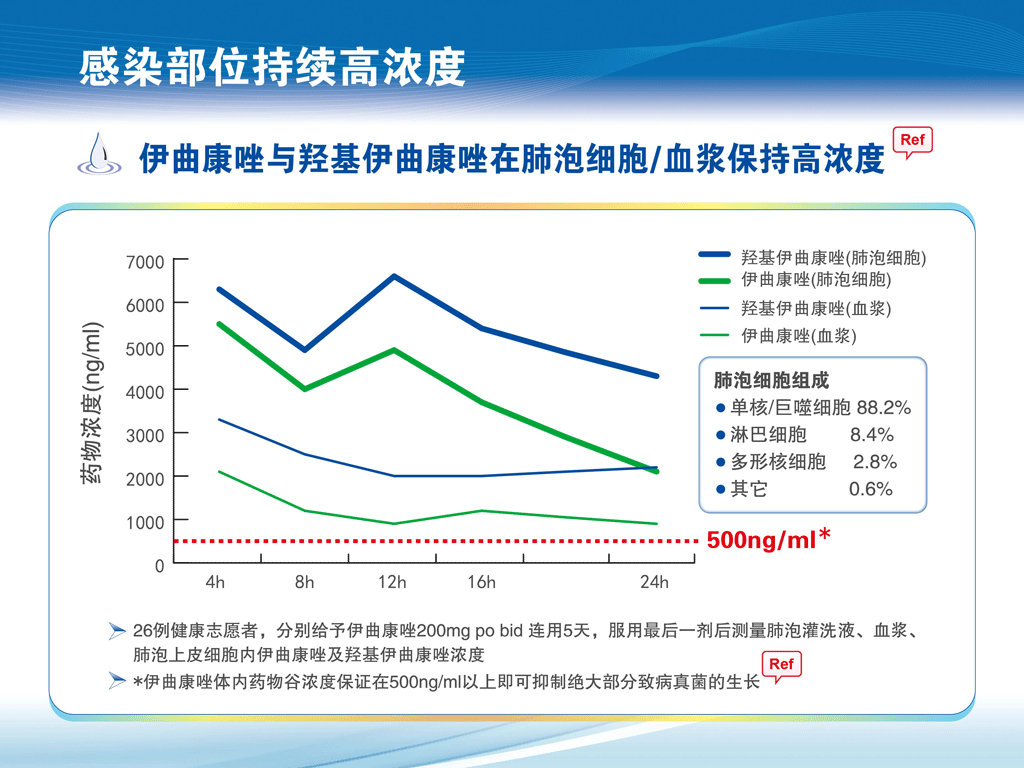 感染部位持续高浓度
伊曲康唑与羟基伊曲康唑在肺泡细胞/血浆保持高浓度
Ref
药物浓度(ng/ml)
7000
6000
5000
4000
3000
2000
1000
0
4h 8h 12h 16h 24h
羟基伊曲康唑(肺泡细胞)
伊曲康唑(肺泡细胞)
羟基伊曲康唑(血浆)
伊曲康唑(血浆)
肺泡细胞组成
●单核/巨噬细胞 88.2%
●淋巴细胞 8.4%
●多形核细胞 2.8%
●其它 0.6%
500ng/ml*
26例健康志愿者，分别给予伊曲康唑200mg po bid 连用5天，服用最后一剂后测量肺泡灌洗液、血浆、
肺泡上皮细胞内伊曲康唑及羟基伊曲康唑浓度
*伊曲康唑体内药物谷浓度保证在500ng/ml以上即可抑制绝大部分致病真菌的生长
Ref